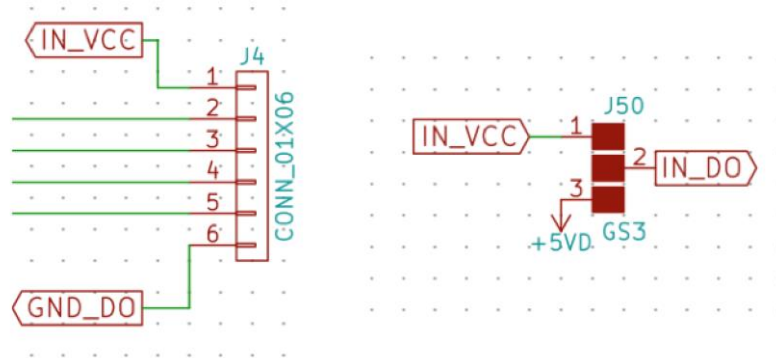 IN_VCC
J4
1
2
3
4
5
6
CONN_01X06
GND_DO
J50
IN_VCC
1
2
IN_DO
3
+5VD
GS3